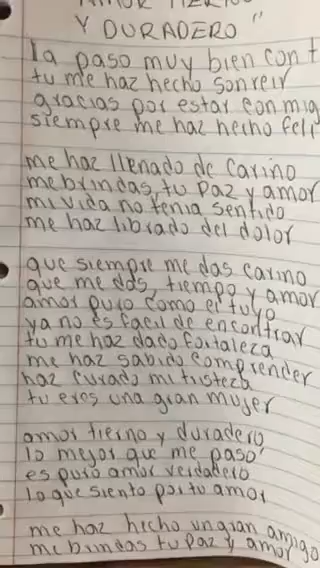 AMOR TIERNO
Y DURADERO"
la paso muy bien con t
tu me haz hecho sonreir
gracias por estar conmig
siempre me haz hecho feli
me haz llenado de carino
me brindas, tu paz y amor
mi vida no tenia sentido
me haz librado del dolor
que siempre me das carino
que me das, tiempo y amor
amor puro como el tuyo
ya no es facil de encontrar
tu me haz dado fortaleza
me haz sabido comprender
haz curado mi tristeza
tu eres una gran mujer
amor tierno y duradero
lo mejor que me paso
es puro amor verdadero
lo que siento por tu amor
me haz hecho un gran amigo
me brindas tu paz y amor